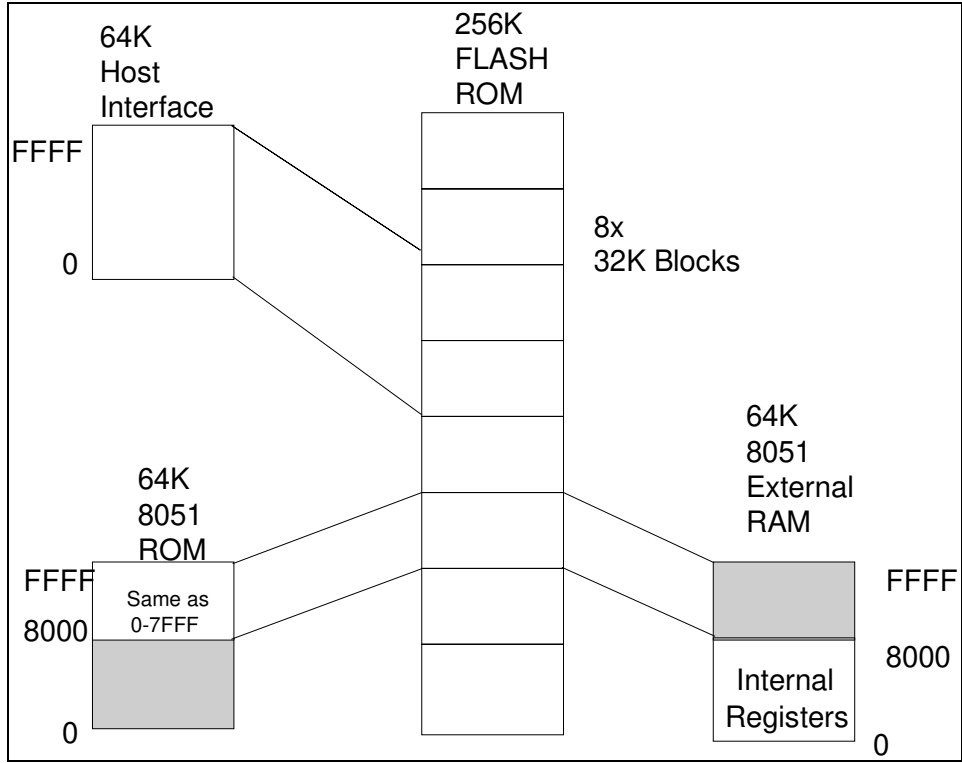 64K
Host
Interface
256K
FLASH
ROM
FFFF
0
8x
32K Blocks
64K
8051
ROM
FFFF
Same as
0-7FFF
8000
0
64K
8051
External
RAM
FFFF
8000
Internal
Registers
0